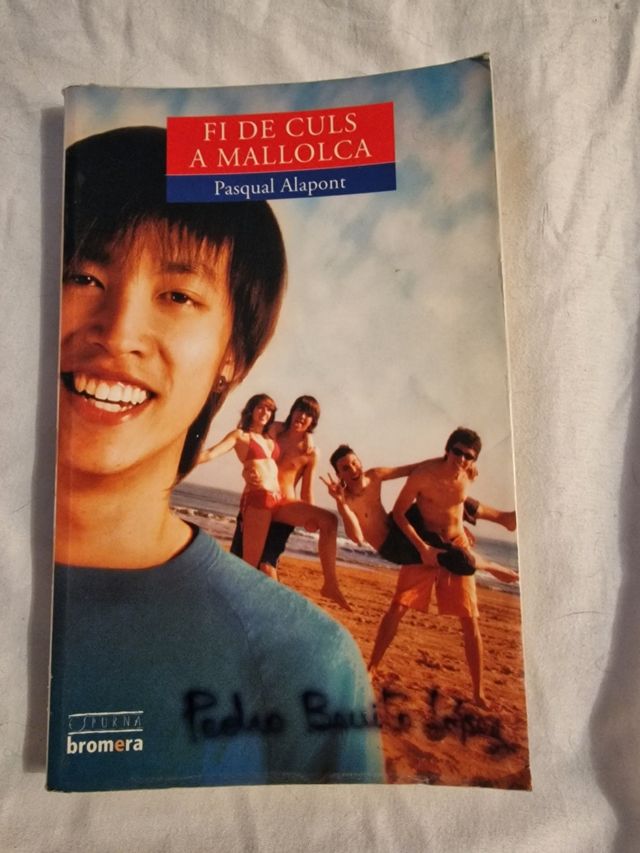 FI DE CULS
A MALLOLCA
Pasqual Alapont
Pedro López
ESPURNA
bromera